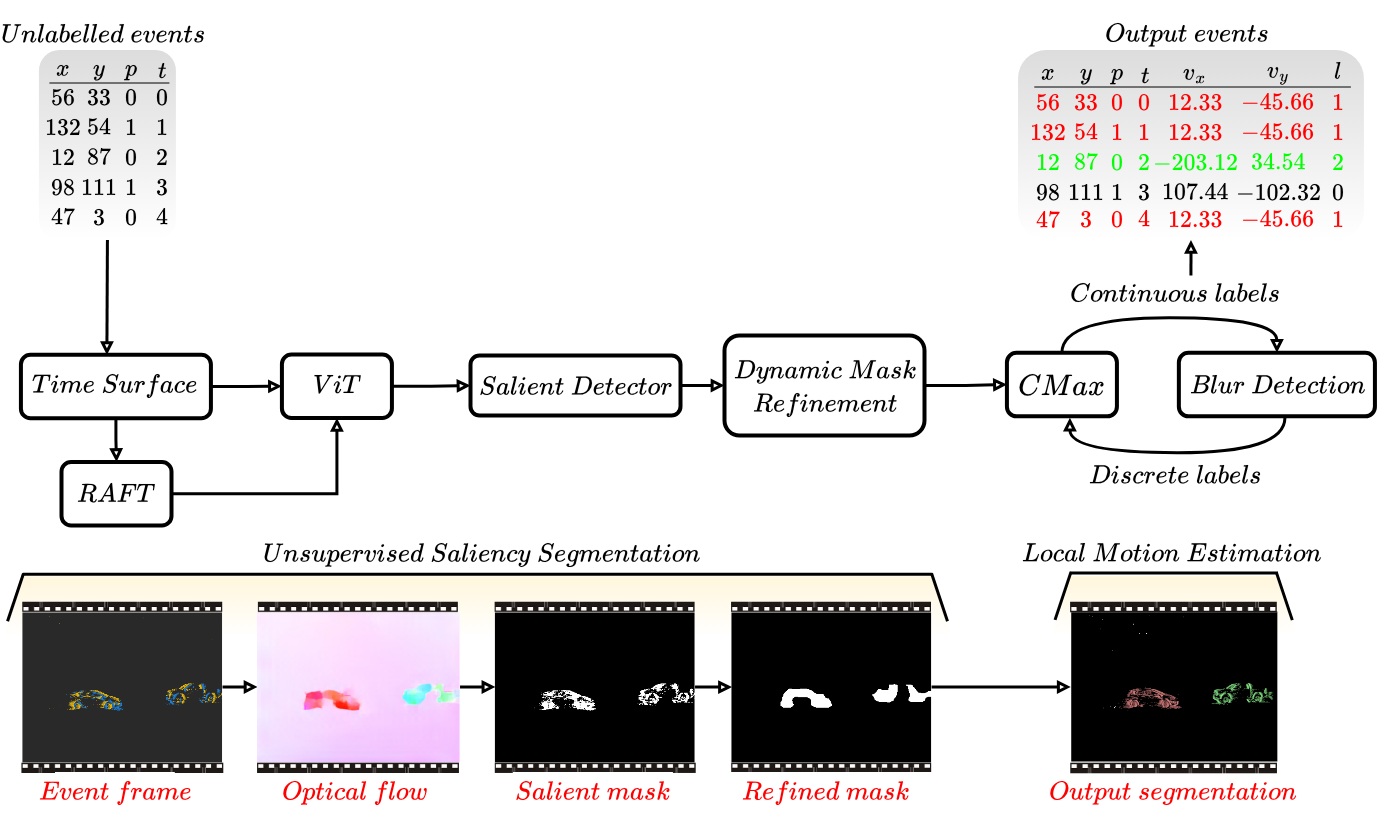 Unlabelled events
x y p t
56 33 0 0
132 54 1 1
12 87 0 2
98 111 1 3
47 3 0 4
Output events
x y p t v_x v_y l
56 33 0 0 12.33 −45.66 1
132 54 1 1 12.33 −45.66 1
12 87 0 2 −203.12 34.54 2
98 111 1 3 107.44 −102.32 0
47 3 0 4 12.33 −45.66 1
Time Surface
ViT
Salient Detector
Dynamic Mask
Refinement
Continuous labels
CMax
Blur Detection
Discrete labels
RAFT
Unsupervised Saliency Segmentation
Local Motion Estimation
Event frame
Optical flow
Salient mask
Refined mask
Output segmentation